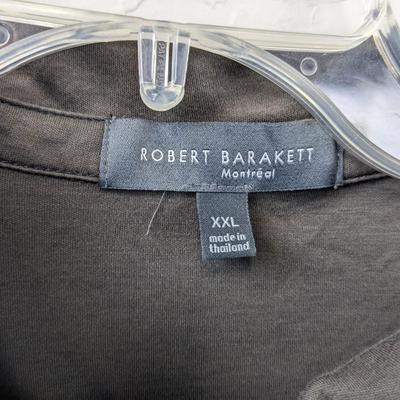 ROBERT BARAKETT
Montréal
XXL
made in
thailand